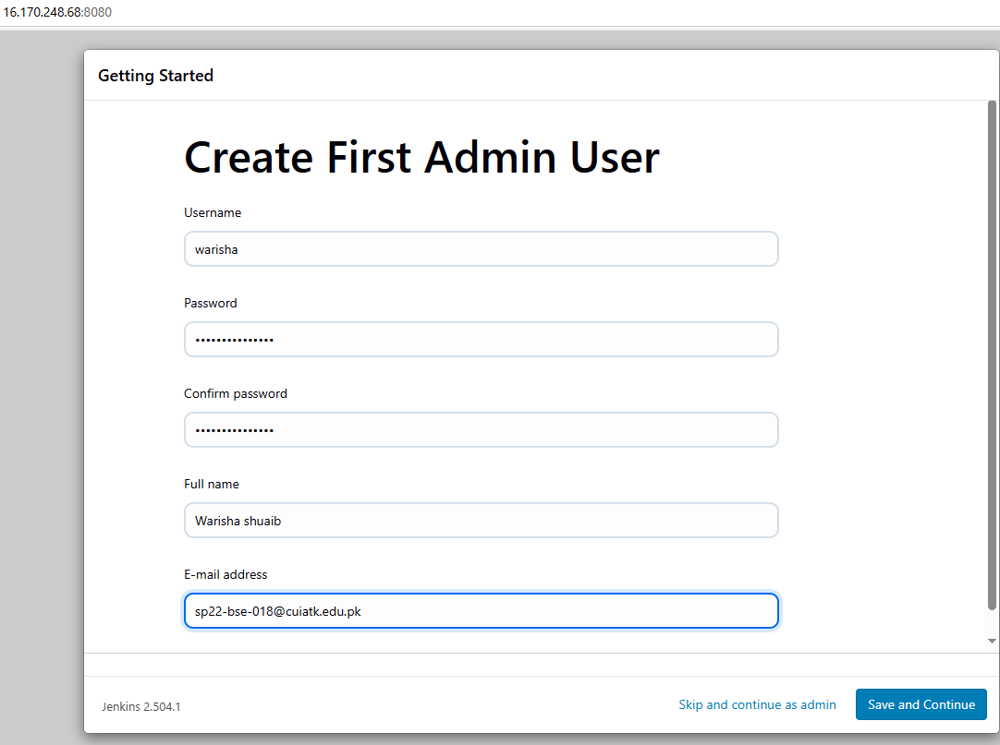 16.170.248.68:8080
Getting Started
Create First Admin User
Username
warisha
Password
•••••••••••••••
Confirm password
•••••••••••••••
Full name
Warisha shuaib
E-mail address
sp22-bse-018@cuiatk.edu.pk
Jenkins 2.504.1
Skip and continue as admin
Save and Continue